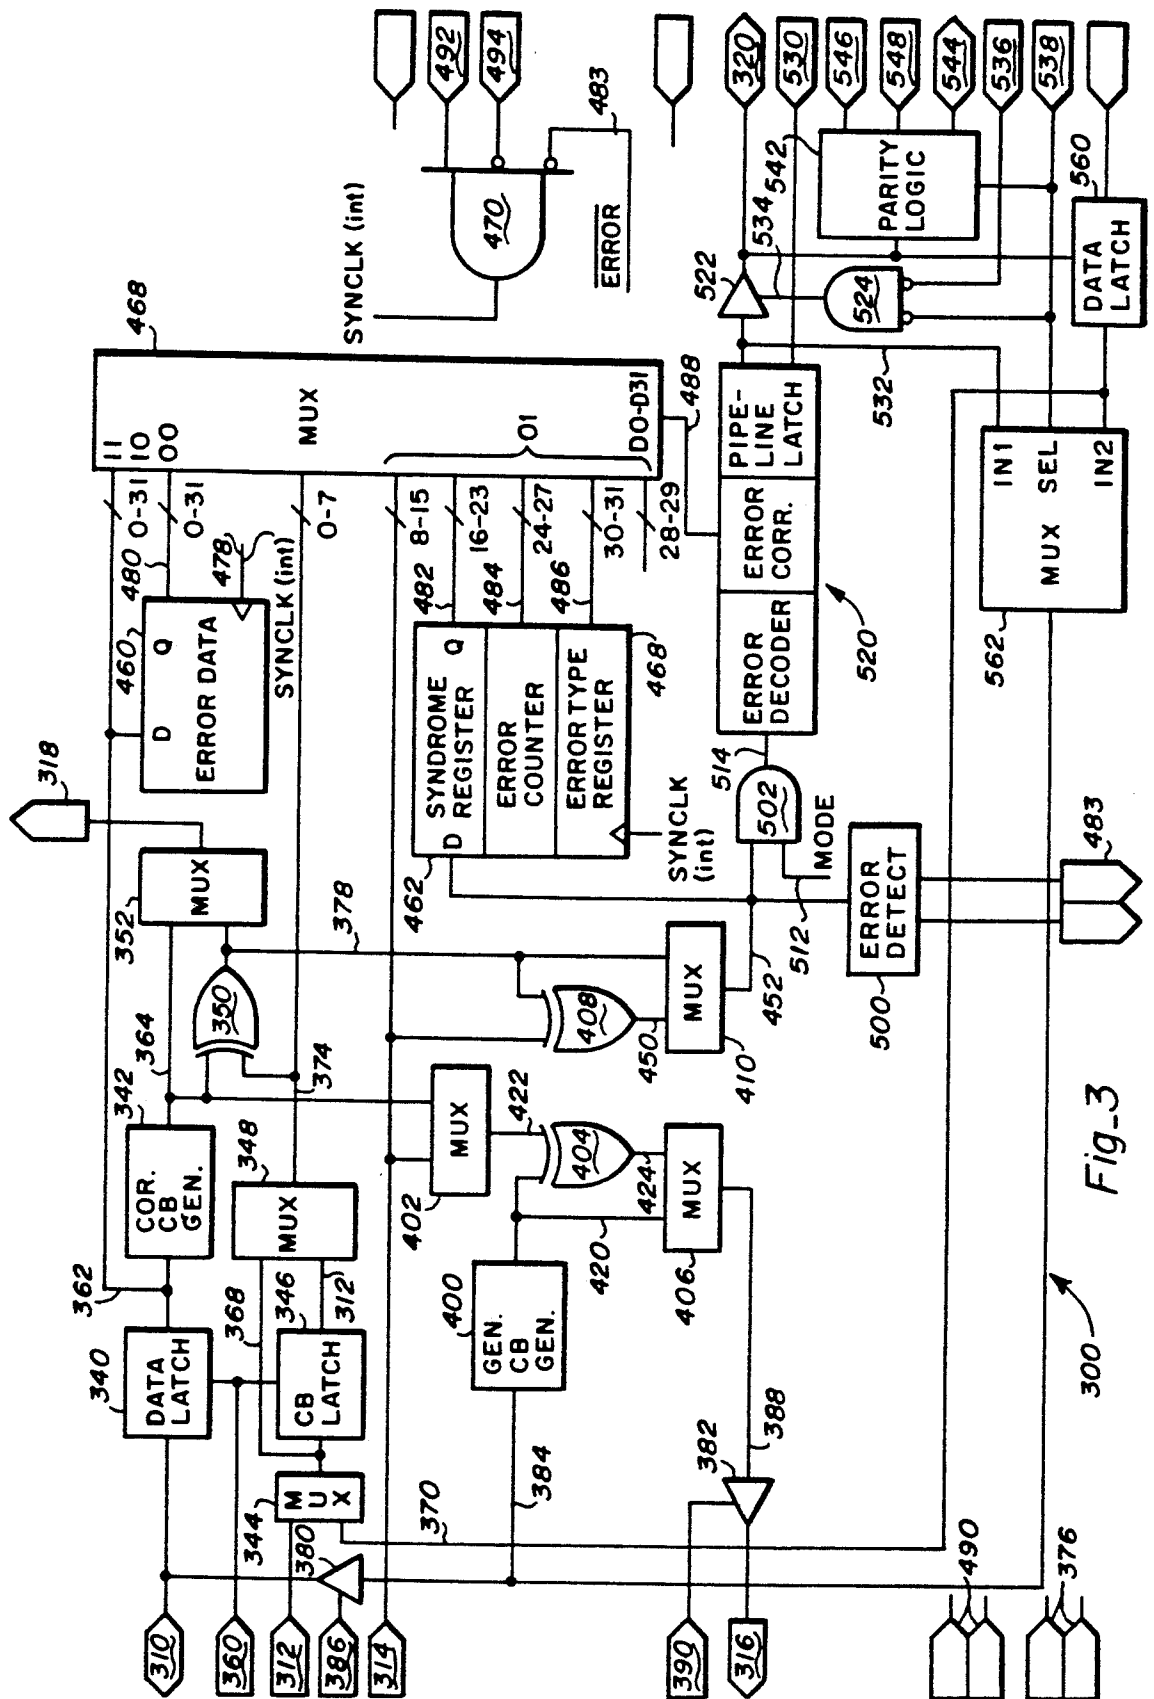 310
360
312
386
314
390
316
490
376
340
DATA
LATCH
362
COR.
CB
GEN.
342
364
352
MUX
318
350
374
378
344
M
U
X
380
368
346
CB
LATCH
312
348
MUX
370
384
382
388
400
GEN.
CB
GEN.
402
MUX
422
404
420
424
MUX
406
408
450
MUX
410
452
460
D
Q
ERROR DATA
480
478
SYNCLK (int)
462
D
Q
SYNDROME
REGISTER
ERROR
COUNTER
ERROR TYPE
REGISTER
468
482
484
486
SYNCLK
(int)
11
10
00
MUX
01
DO-D31
468
0-31
0-31
0-7
8-15
16-23
24-27
30-31
28-29
488
SYNCLK (int)
470
492
494
483
ERROR
500
ERROR
DETECT
483
502
512
MODE
514
ERROR
DECODER
ERROR
CORR.
PIPE-
LINE
LATCH
520
522
524
534
532
542
PARITY
LOGIC
560
DATA
LATCH
562
IN1
SEL
IN2
MUX
320
530
546
548
544
536
538
300
Fig_3